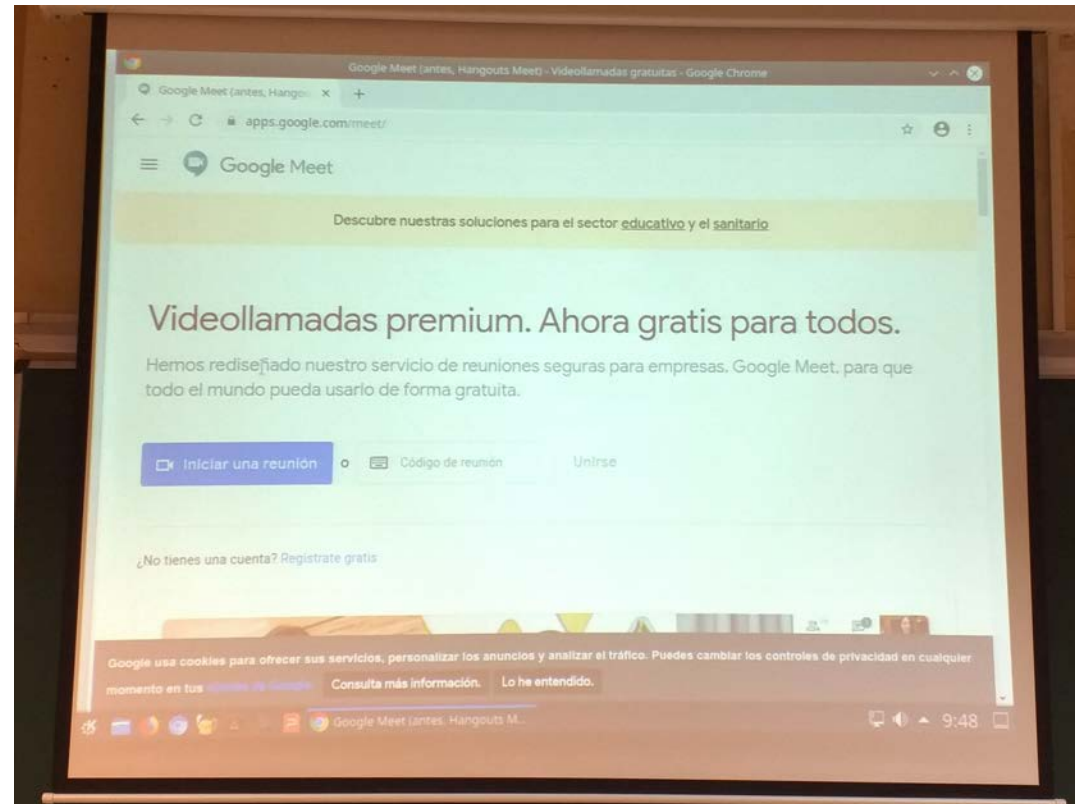 Google Meet (antes, Hangouts Meet) - Videollamadas gratuitas - Google Chrome
Google Meet (antes, Hango
apps.google.com/meet/
Google Meet
Descubre nuestras soluciones para el sector educativo y el sanitario
Videollamadas premium. Ahora gratis para todos.
Hemos rediseñado nuestro servicio de reuniones seguras para empresas, Google Meet, para que
todo el mundo pueda usarlo de forma gratuita.
Iniciar una reunión o Código de reunión Unirse
¿No tienes una cuenta? Regístrate gratis
Google usa cookies para ofrecer sus servicios, personalizar los anuncios y analizar el tráfico. Puedes cambiar los controles de privacidad en cualquier
momento en tus Consulta más información. Lo he entendido.
Google Meet (antes, Hangouts M... 9:48